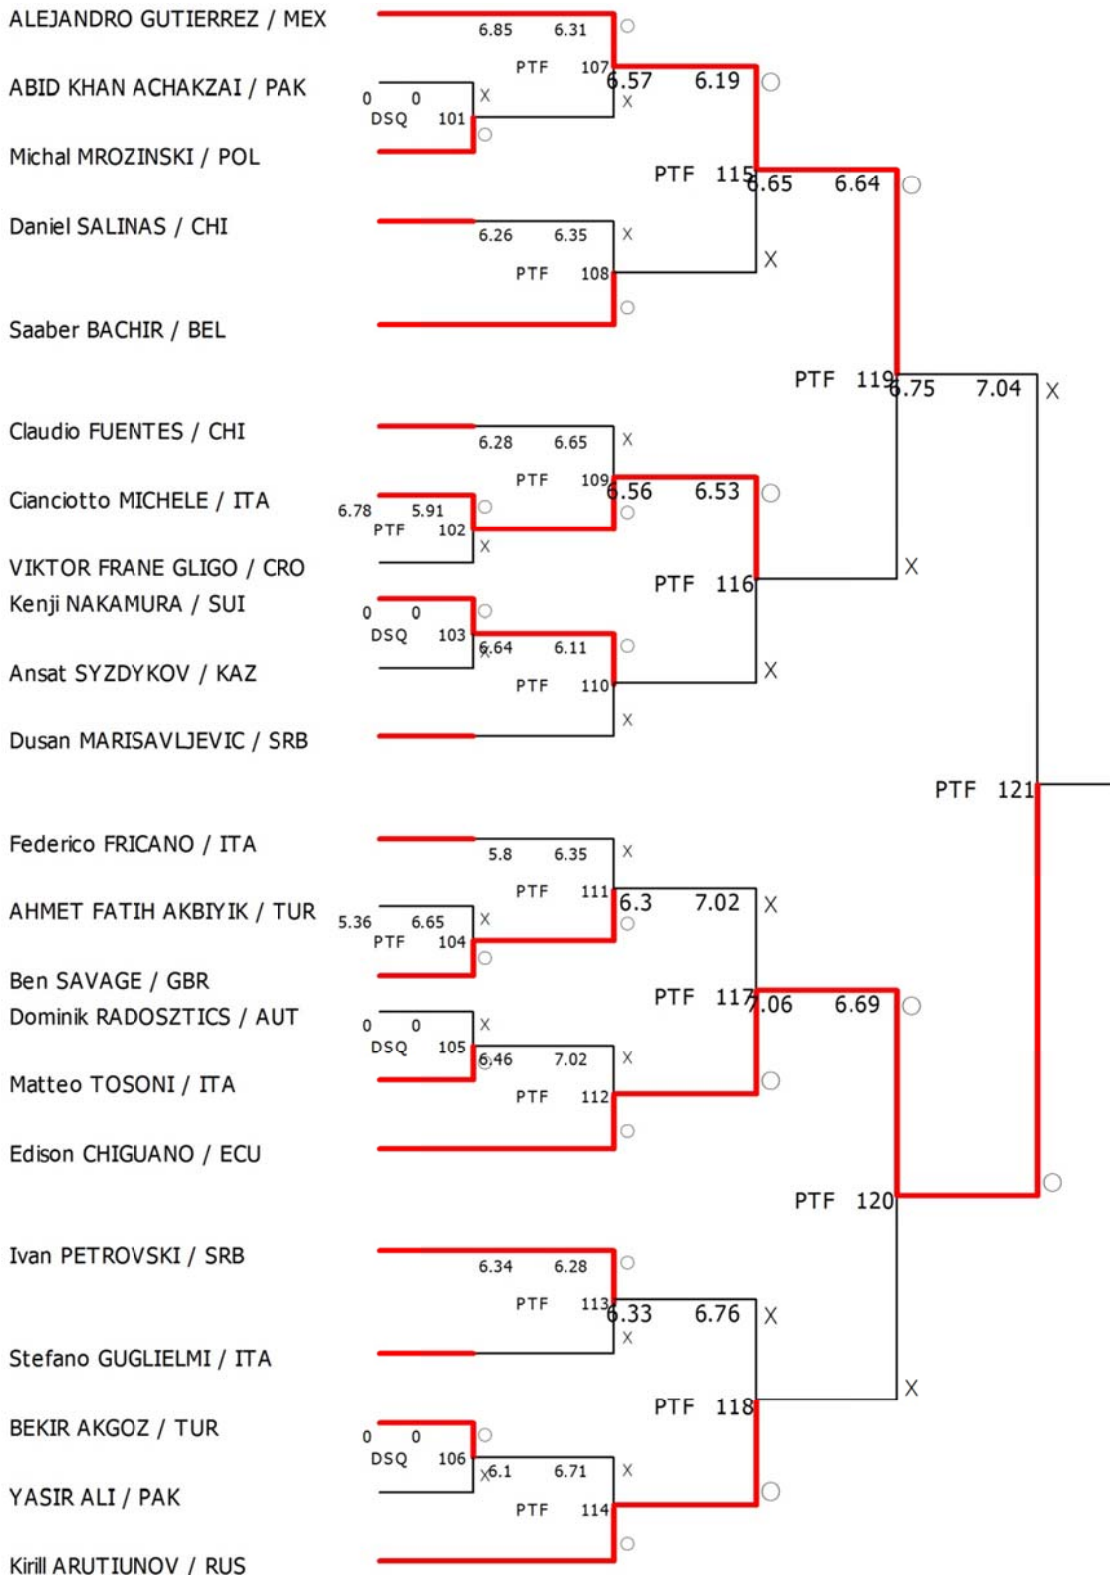 ALEJANDRO GUTIERREZ / MEX
6.85 6.31
PTF 107
6.57 6.19
ABID KHAN ACHAKZAI / PAK
0 0
X
X
DSQ 101
Michal MROZINSKI / POL
PTF 115
6.65 6.64
Daniel SALINAS / CHI
6.26 6.35
X
X
PTF 108
Saaber BACHIR / BEL
PTF 119
6.75 7.04
X
Claudio FUENTES / CHI
6.28 6.65
X
PTF 109
6.56 6.53
Cianciotto MICHELE / ITA
6.78 5.91
PTF 102
X
VIKTOR FRANE GLIGO / CRO
X
PTF 116
Kenji NAKAMURA / SUI
0 0
DSQ 103
X
6.64 6.11
Ansat SYZDYKOV / KAZ
X
PTF 110
X
Dusan MARISAVLJEVIC / SRB
PTF 121
Federico FRICANO / ITA
5.8 6.35
X
PTF 111
6.3 7.02
X
AHMET FATIH AKBIYIK / TUR
5.36 6.65
X
PTF 104
Ben SAVAGE / GBR
PTF 117
7.06 6.69
Dominik RADOSZTICS / AUT
0 0
X
DSQ 105
6.46 7.02
X
Matteo TOSONI / ITA
PTF 112
Edison CHIGUANO / ECU
PTF 120
Ivan PETROVSKI / SRB
6.34 6.28
PTF 113
6.33 6.76
X
X
Stefano GUGLIELMI / ITA
X
PTF 118
BEKIR AKGOZ / TUR
0 0
DSQ 106
X
6.1 6.71
X
YASIR ALI / PAK
PTF 114
Kirill ARUTIUNOV / RUS